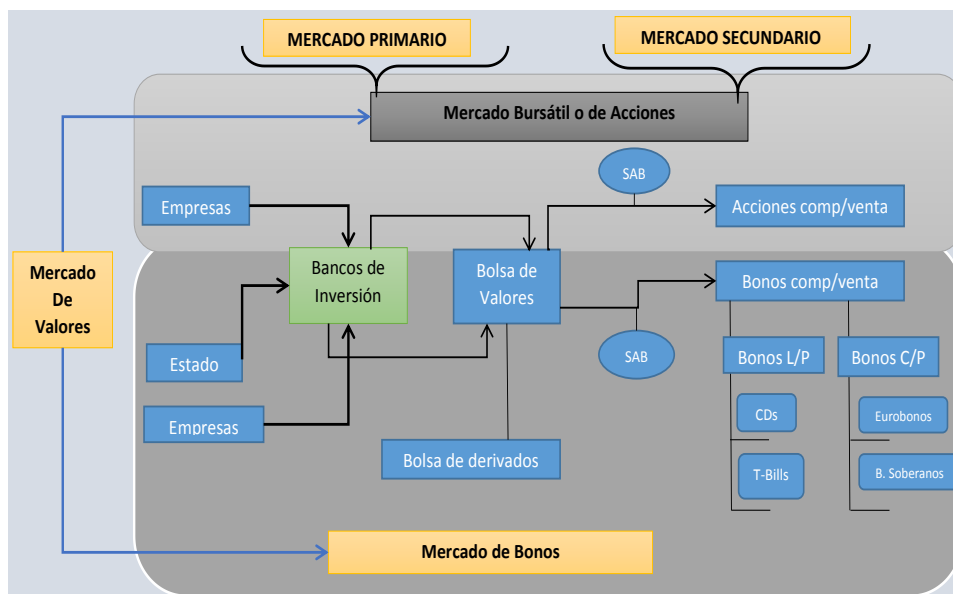 MERCADO PRIMARIO
MERCADO SECUNDARIO
Mercado Bursátil o de Acciones
SAB
Empresas
Acciones comp/venta
Mercado
De
Valores
Bancos de
Inversión
Bolsa de
Valores
Bonos comp/venta
Estado
SAB
Bonos L/P
Bonos C/P
Empresas
CDs
Eurobonos
Bolsa de derivados
T-Bills
B. Soberanos
Mercado de Bonos